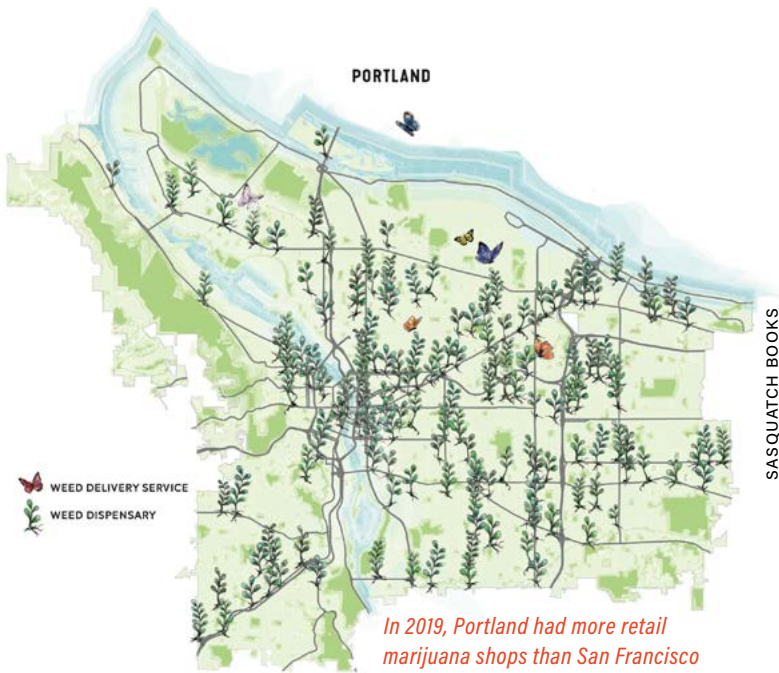 PORTLAND
SASQUATCH BOOKS
WEED DELIVERY SERVICE
WEED DISPENSARY
In 2019, Portland had more retail
marijuana shops than San Francisco